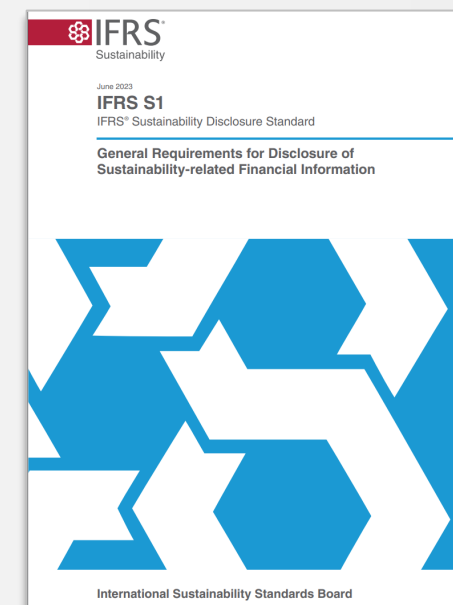 IFRS®
Sustainability
June 2023
IFRS S1
IFRS® Sustainability Disclosure Standard
General Requirements for Disclosure of
Sustainability-related Financial Information
International Sustainability Standards Board